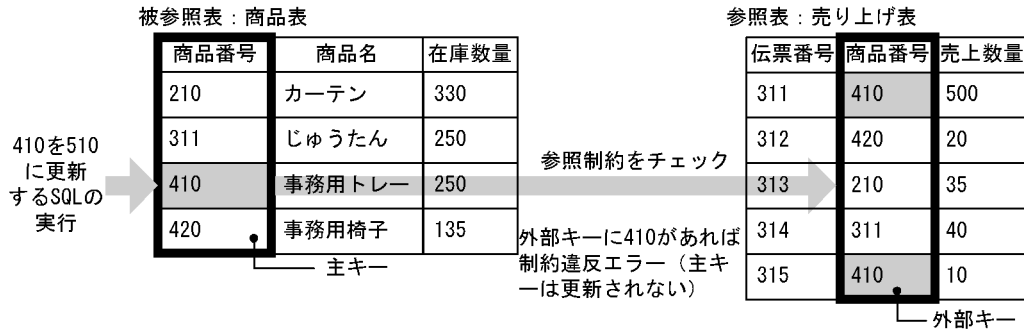 被参照表：商品表
商品番号 商品名 在庫数量
210 カーテン 330
311 じゅうたん 250
410 事務用トレー 250
420 事務用椅子 135
主キー
410を510
に更新
するSQLの
実行
参照制約をチェック
外部キーに410があれば
制約違反エラー（主キ
ーは更新されない）
参照表：売り上げ表
伝票番号 商品番号 売上数量
311 410 500
312 420 20
313 210 35
314 311 40
315 410 10
外部キー